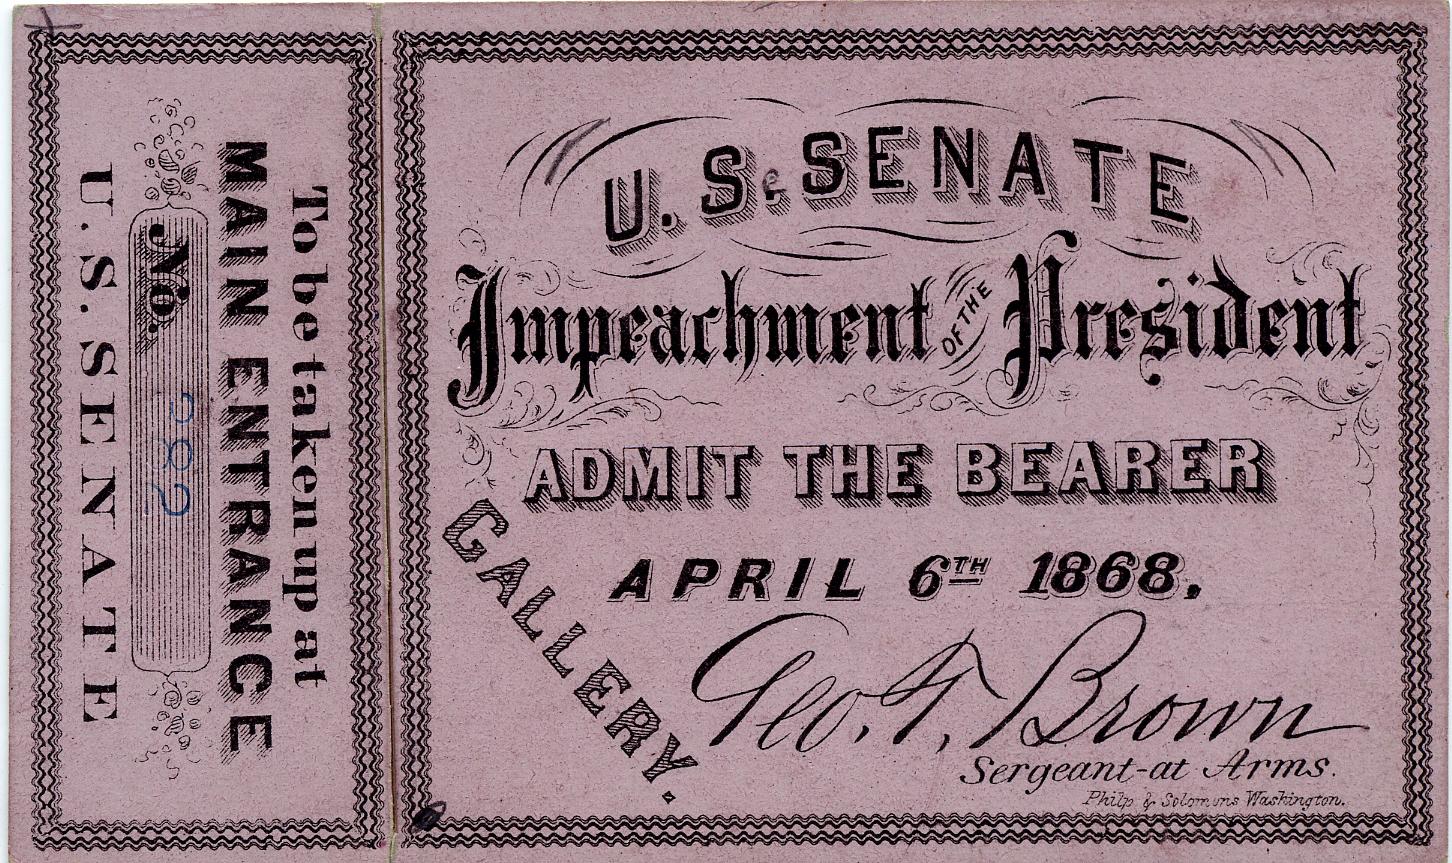 To be taken up at
MAIN ENTRANCE
No. 282
U.S. SENATE
U. S. SENATE
Impeachment OF THE President
ADMIT THE BEARER
APRIL 6TH 1868.
GALLERY.
Geo. T. Brown
Sergeant-at Arms.
Philp & Solomons Washington.